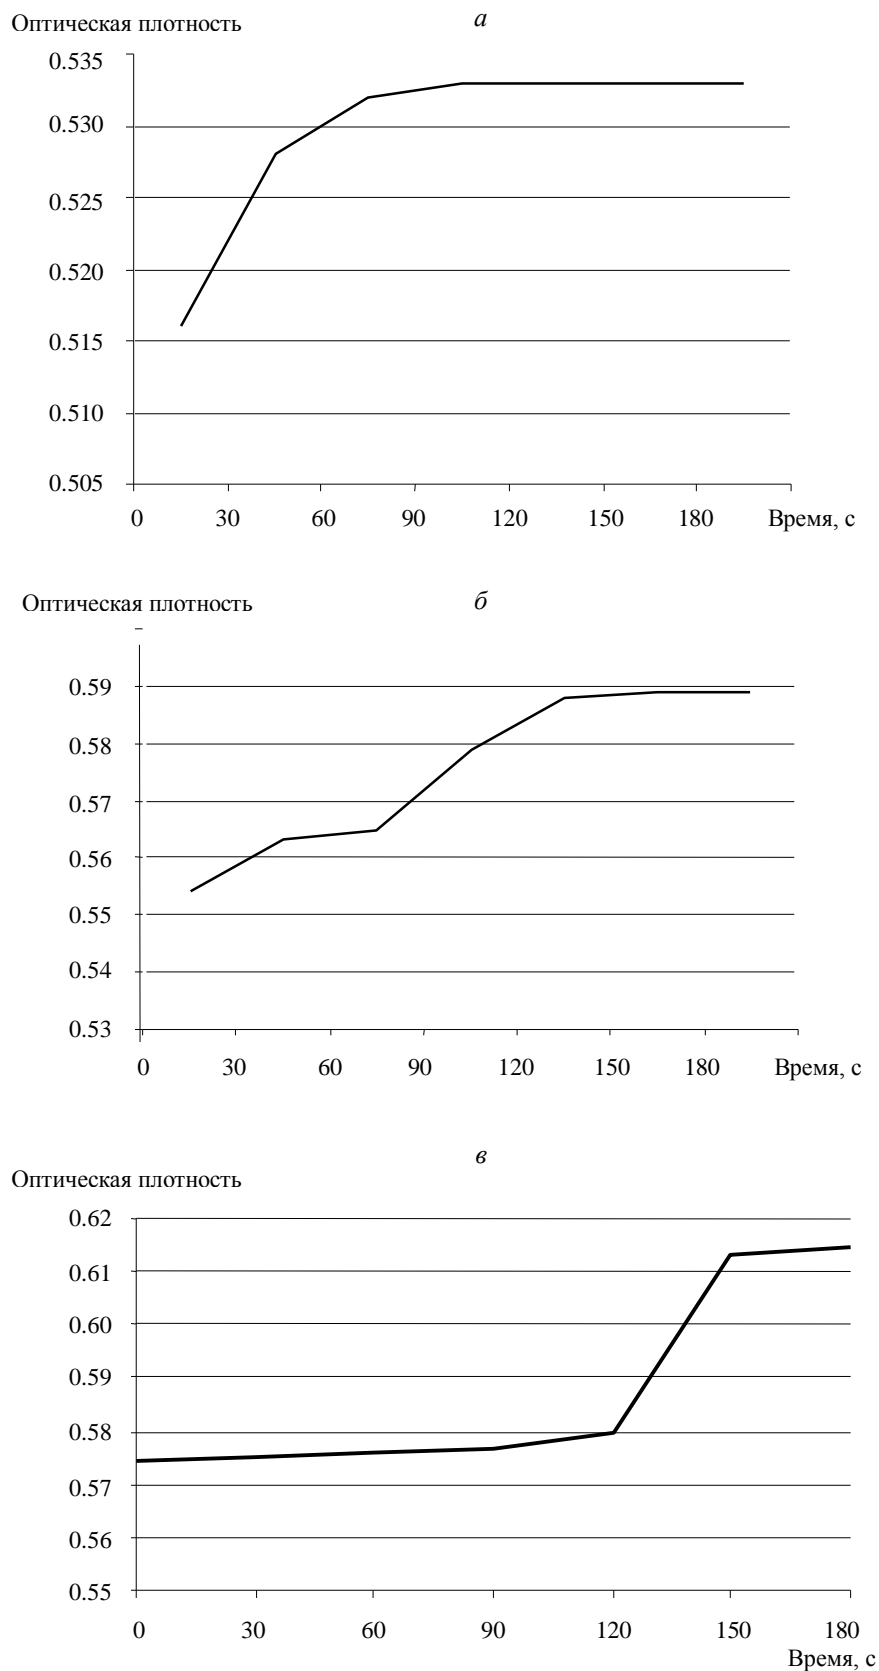 Оптическая плотность
а
0.535
0.530
0.525
0.520
0.515
0.510
0.505
0 30 60 90 120 150 180 Время, с
Оптическая плотность
б
0.59
0.58
0.57
0.56
0.55
0.54
0.53
0 30 60 90 120 150 180 Время, с
в
Оптическая плотность
0.62
0.61
0.60
0.59
0.58
0.57
0.56
0.55
0 30 60 90 120 150 180
Время, с